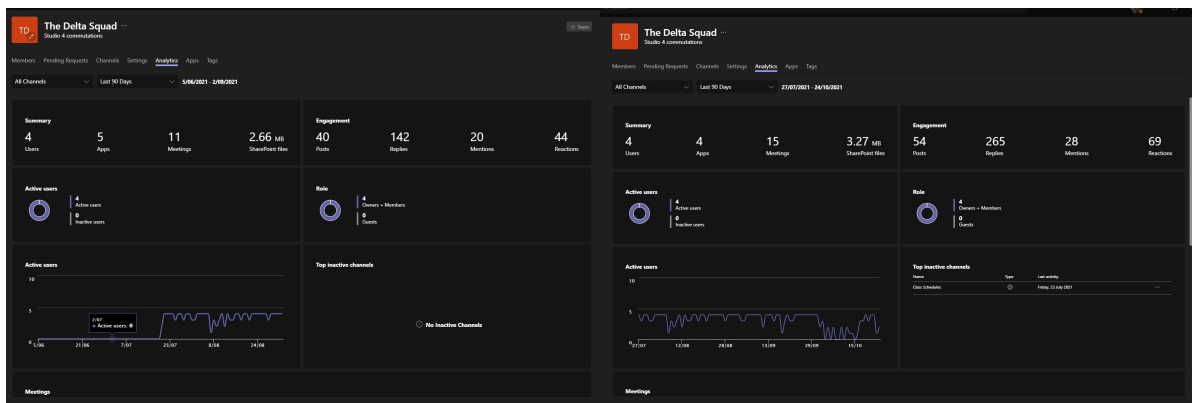 TD
The Delta Squad ...
Studio 4 commutations
Team
Members Pending Requests Channels Settings Analytics Apps Tags
All Channels
Last 90 Days
5/06/2021 - 2/09/2021
Summary
4 5 11 2.66 MB
Users Apps Meetings SharePoint files
Engagement
40 142 20 44
Posts Replies Mentions Reactions
Active users
4
Active users
0
Inactive users
Role
4
Owners + Members
0
Guests
Active users
10
5
0
2/07
Active users: 0
5/06 21/06 7/07 23/07 8/08 24/08
Top inactive channels
No Inactive Channels
Meetings
TD
The Delta Squad ...
Studio 4 commutations
Members Pending Requests Channels Settings Analytics Apps Tags
All Channels
Last 90 Days
27/07/2021 - 24/10/2021
Summary
4 4 15 3.27 MB
Users Apps Meetings SharePoint files
Engagement
54 265 28 69
Posts Replies Mentions Reactions
Active users
4
Active users
0
Inactive users
Role
4
Owners + Members
0
Guests
Active users
10
5
0
27/07 12/08 28/08 13/09 29/09 15/10
Top inactive channels
Name Type Last activity
Class Schedules Friday, 23 July 2021 ...
Meetings